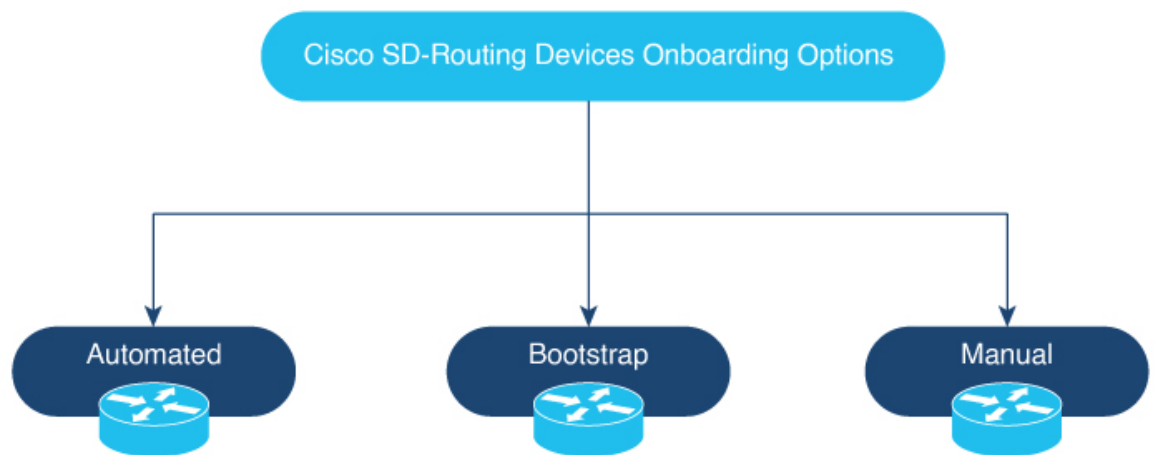 Cisco SD-Routing Devices Onboarding Options
Automated
Bootstrap
Manual